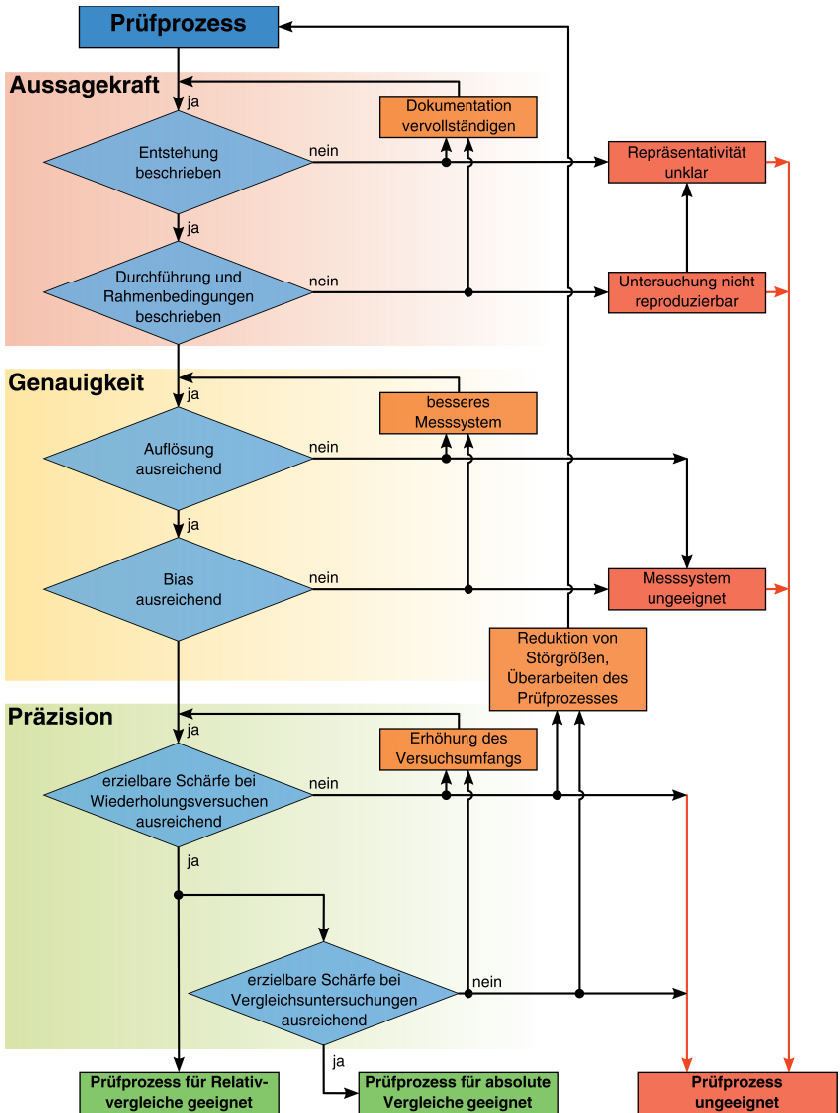 Prüfprozess
Aussagekraft
ja
Dokumentation
vervollständigen
Entstehung
beschrieben
nein
Repräsentativität
unklar
ja
Durchführung und
Rahmenbedingungen
beschrieben
nein
Untersuchung nicht
reproduzierbar
Genauigkeit
ja
besseres
Messsystem
Auflösung
ausreichend
nein
ja
Bias
ausreichend
nein
Messsystem
ungeeignet
Reduktion von
Störgrößen,
Überarbeiten des
Prüfprozesses
Präzision
ja
Erhöhung des
Versuchsumfangs
erzielbare Schärfe bei
Wiederholungsversuchen
ausreichend
nein
ja
erzielbare Schärfe bei
Vergleichsuntersuchungen
ausreichend
nein
ja
Prüfprozess für Relativ-
vergleiche geeignet
Prüfprozess für absolute
Vergleiche geeignet
Prüfprozess
ungeeignet